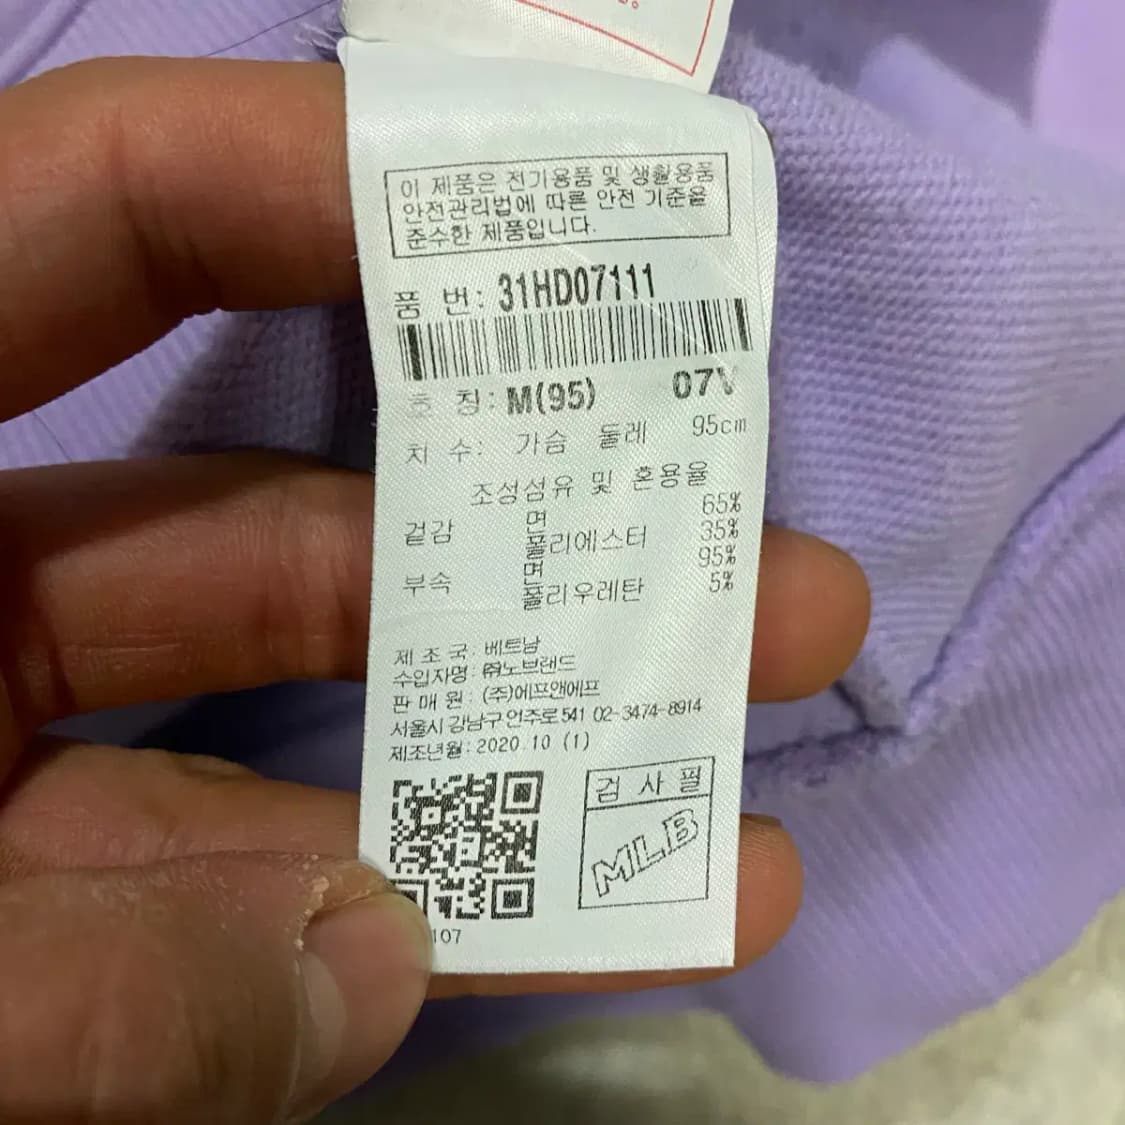 이 제품은 전기용품 및 생활용품
안전관리법에 따른 안전 기준을
준수한 제품입니다.
품 번: 31HD07111
호 칭: M(95) 07V
치 수: 가슴 둘레 95cm
조성섬유 및 혼용율
겉감 면 65%
폴리에스터 35%
부속 면 95%
폴리우레탄 5%
제 조 국: 베트남
수입자명: ㈜노브랜드
판 매 원: (주)에프앤에프
서울시 강남구 언주로 541 02-3474-8914
제조년월: 2020.10 (1)
검 사 필
MLB
107